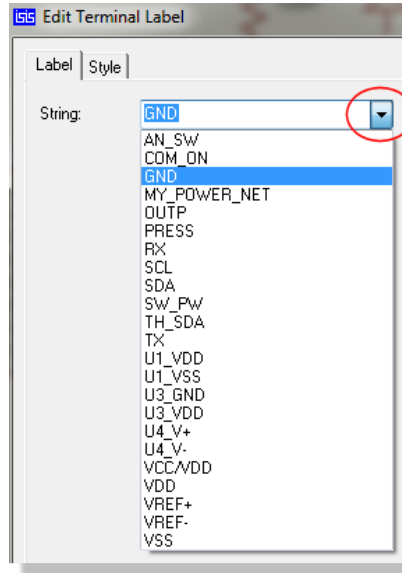 ISIS Edit Terminal Label
Label Style
String: GND
AN_SW
COM_ON
GND
MY_POWER_NET
OUTP
PRESS
RX
SCL
SDA
SW_PW
TH_SDA
TX
U1_VDD
U1_VSS
U3_GND
U3_VDD
U4_V+
U4_V-
VCC/VDD
VDD
VREF+
VREF-
VSS